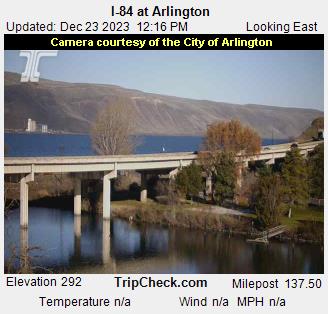 I-84 at Arlington
Updated: Dec 23 2023 12:16 PM Looking East
Camera courtesy of the City of Arlington
Elevation 292 TripCheck.com Milepost 137.50
Temperature n/a Wind n/a MPH n/a